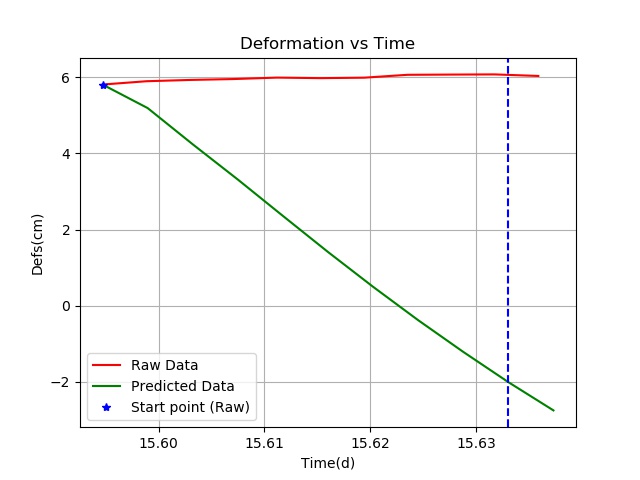 Deformation vs Time
Defs(cm)
6
4
2
0
−2
Raw Data
Predicted Data
Start point (Raw)
15.60 15.61 15.62 15.63
Time(d)